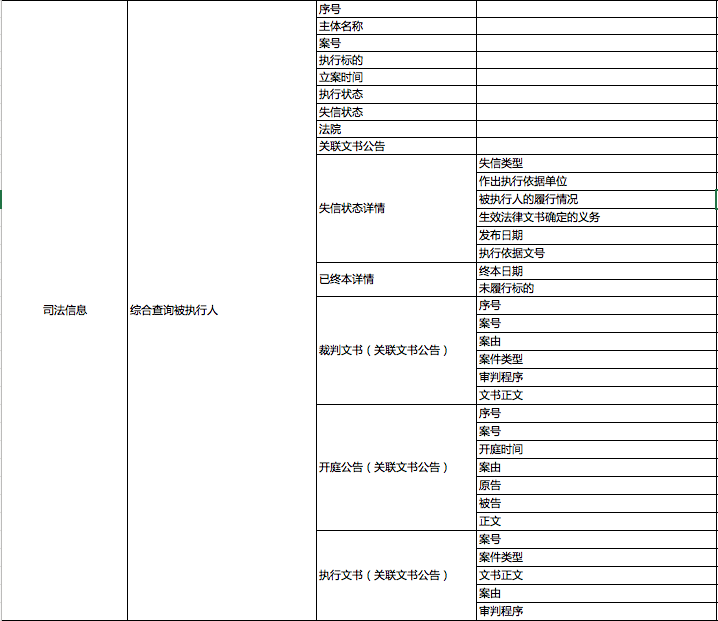 序号
主体名称
案号
执行标的
立案时间
执行状态
失信状态
法院
关联文书公告
失信类型
作出执行依据单位
被执行人的履行情况
失信状态详情
生效法律文书确定的义务
发布日期
执行依据文号
已终本详情
终本日期
未履行标的
司法信息
综合查询被执行人
序号
案号
案由
裁判文书（关联文书公告）
案件类型
审判程序
文书正文
序号
案号
开庭时间
开庭公告（关联文书公告）
案由
原告
被告
正文
案号
案件类型
执行文书（关联文书公告）
文书正文
案由
审判程序